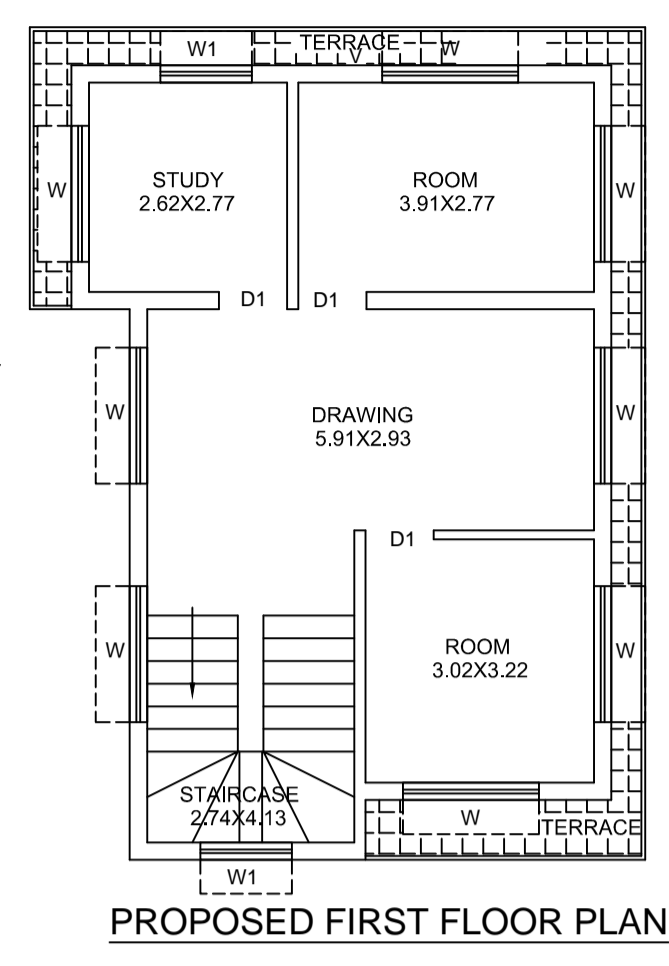 W1
TERRACE
V
W
STUDY
2.62X2.77
ROOM
3.91X2.77
W
W
D1
D1
W
DRAWING
5.91X2.93
W
D1
W
ROOM
3.02X3.22
W
STAIRCASE
2.74X4.13
W
TERRACE
W1
PROPOSED FIRST FLOOR PLAN